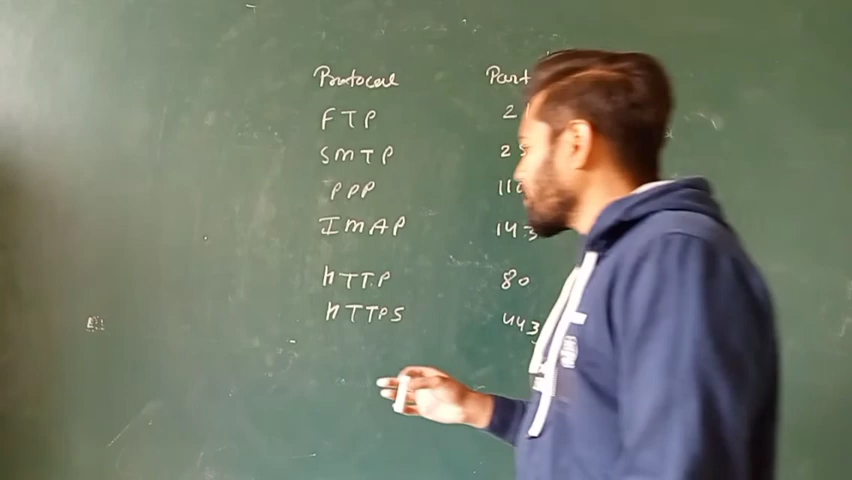 Protocol Port
FTP 21
SMTP 25
PPP 110
IMAP 143
HTTP 80
HTTPS 443